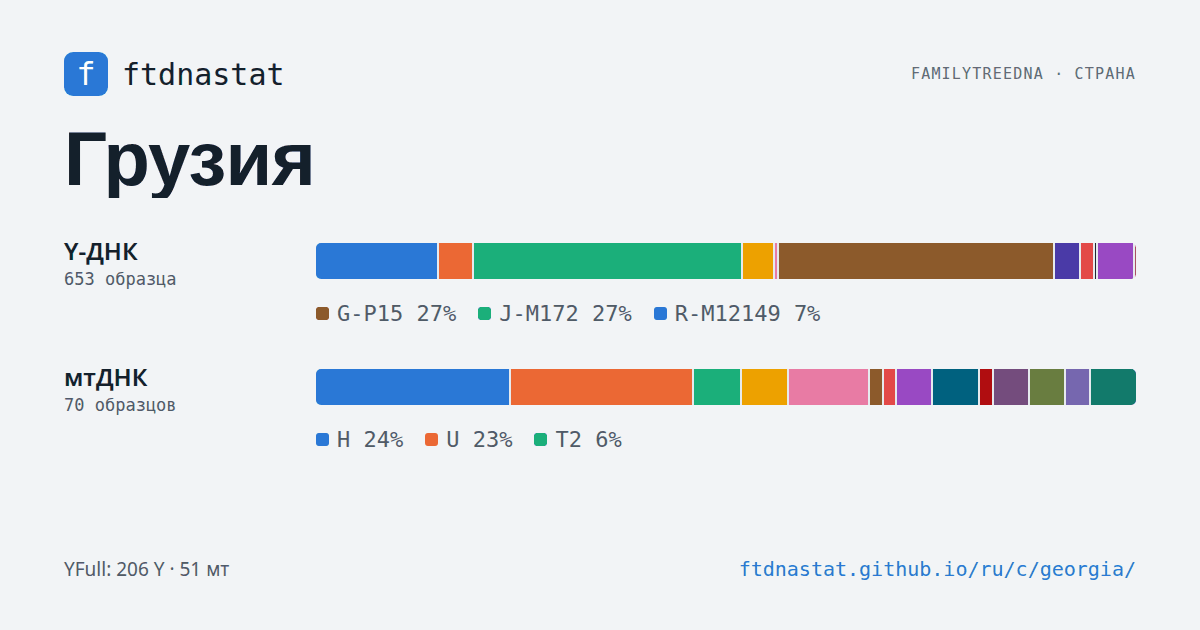 f ftdnastat
FAMILYTREEDNA · СТРАНА
Грузия
Y-ДНК
653 образца
G-P15 27% J-M172 27% R-M12149 7%
мтДНК
70 образцов
H 24% U 23% T2 6%
YFull: 206 Y · 51 мт
ftdnastat.github.io/ru/c/georgia/